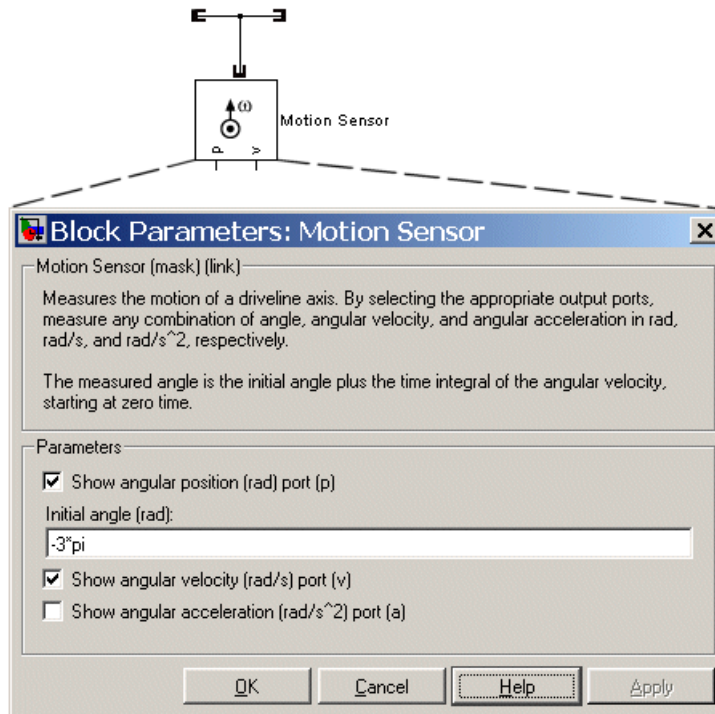 ω
p v
Motion Sensor
Block Parameters: Motion Sensor
Motion Sensor (mask) (link)
Measures the motion of a driveline axis. By selecting the appropriate output ports,
measure any combination of angle, angular velocity, and angular acceleration in rad,
rad/s, and rad/s^2, respectively.
The measured angle is the initial angle plus the time integral of the angular velocity,
starting at zero time.
Parameters
Show angular position (rad) port (p)
Initial angle (rad):
-3*pi
Show angular velocity (rad/s) port (v)
Show angular acceleration (rad/s^2) port (a)
OK Cancel Help Apply